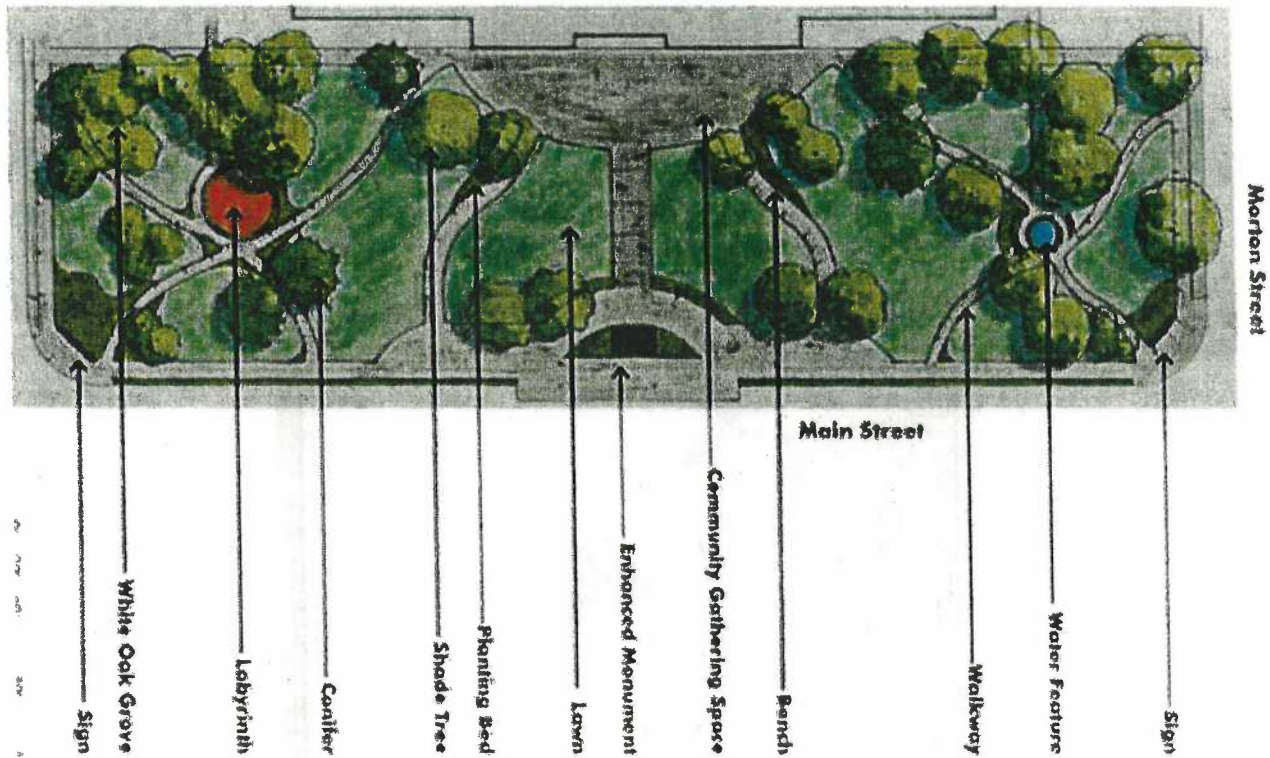 Morton Street
Main Street
Sign
White Oak Grove
Labyrinth
Conifer
Shade Tree
Planting Bed
Lawn
Enhanced Monument
Community Gathering Space
Bench
Walkway
Water Feature
Sign